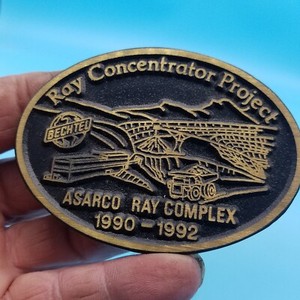 Ray Concentrator Project
BECHTEL
ASARCO RAY COMPLEX
1990-1992